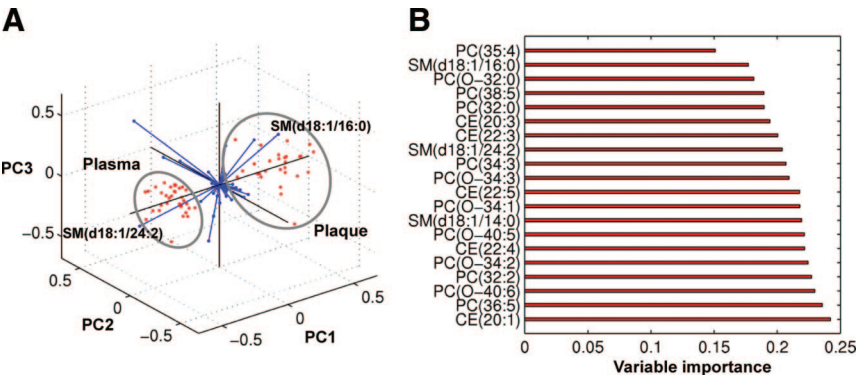 A
0.5
PC3
0
−0.5
SM(d18:1/16:0)
Plasma
SM(d18:1/24:2)
Plaque
0.5
PC2
0
−0.5
−0.5
0
PC1
0.5
B
PC(35:4)
SM(d18:1/16:0)
PC(O−32:0)
PC(38:5)
PC(32:0)
CE(20:3)
CE(22:3)
SM(d18:1/24:2)
PC(34:3)
PC(O−34:3)
CE(22:5)
PC(O−34:1)
SM(d18:1/14:0)
PC(O−40:5)
CE(22:4)
PC(O−34:2)
PC(32:2)
PC(O−40:6)
PC(36:5)
CE(20:1)
0 0.05 0.1 0.15 0.2 0.25
Variable importance